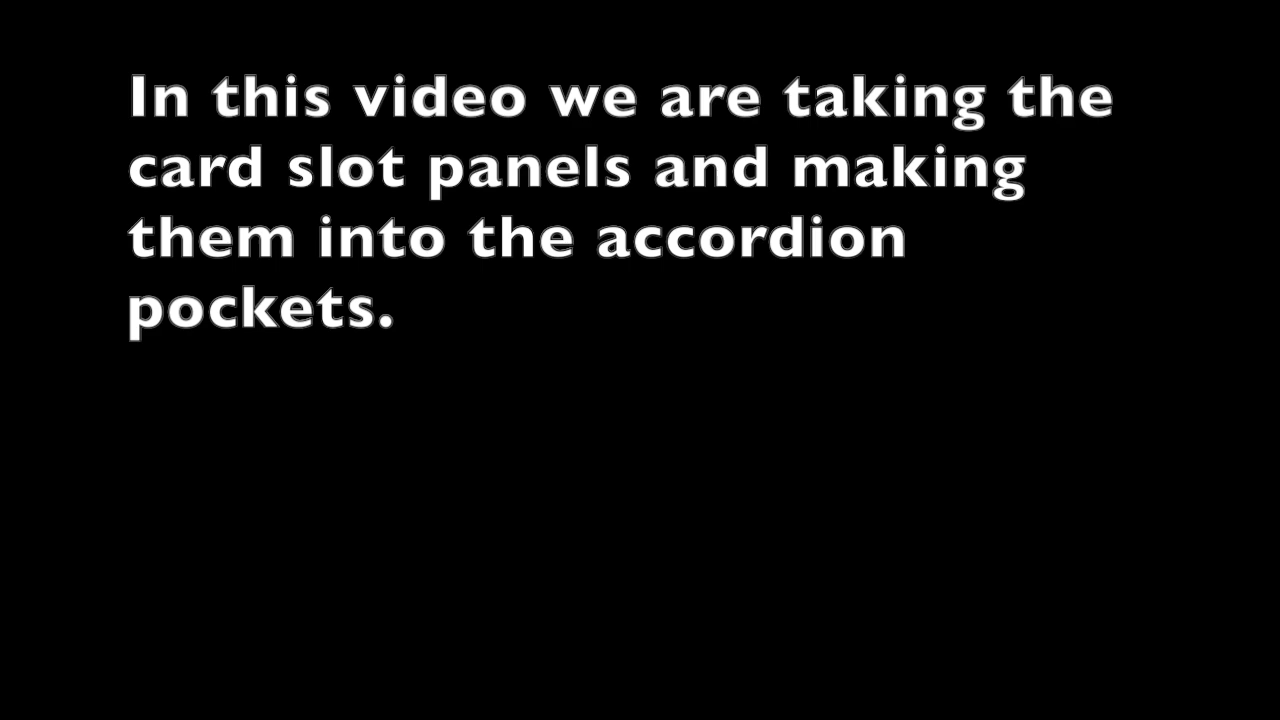 In this video we are taking the
card slot panels and making
them into the accordion
pockets.